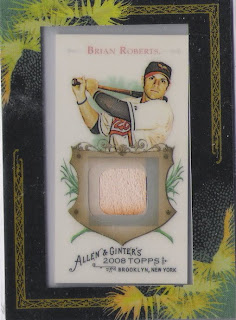 BRIAN ROBERTS
ALLEN & GINTER'S
2008 TOPPS
BROOKLYN, NEW YORK